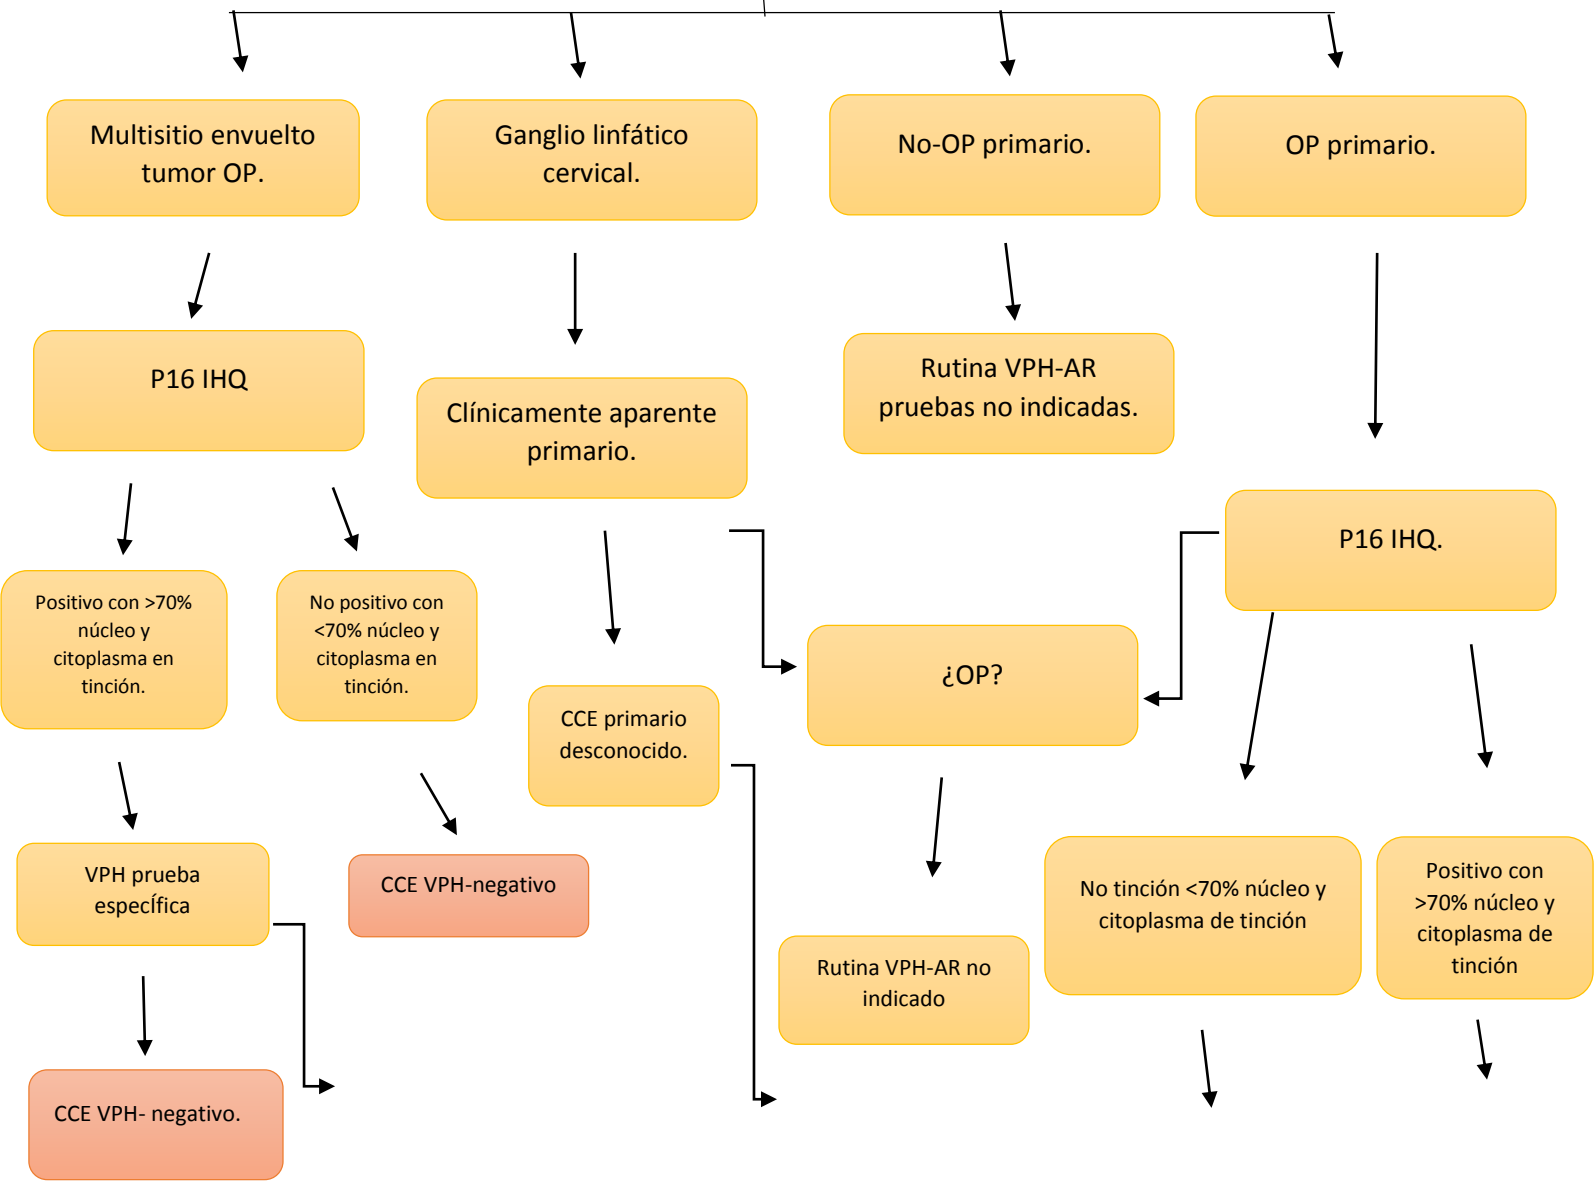 Multisitio envuelto
tumor OP.
Ganglio linfático
cervical.
No-OP primario.
OP primario.
P16 IHQ
Clínicamente aparente
primario.
Rutina VPH-AR
pruebas no indicadas.
P16 IHQ.
Positivo con >70%
núcleo y
citoplasma en
tinción.
No positivo con
<70% núcleo y
citoplasma en
tinción.
CCE primario
desconocido.
¿OP?
VPH prueba
específica
CCE VPH-negativo
Rutina VPH-AR no
indicado
No tinción <70% núcleo y
citoplasma de tinción
Positivo con
>70% núcleo y
citoplasma de
tinción
CCE VPH- negativo.